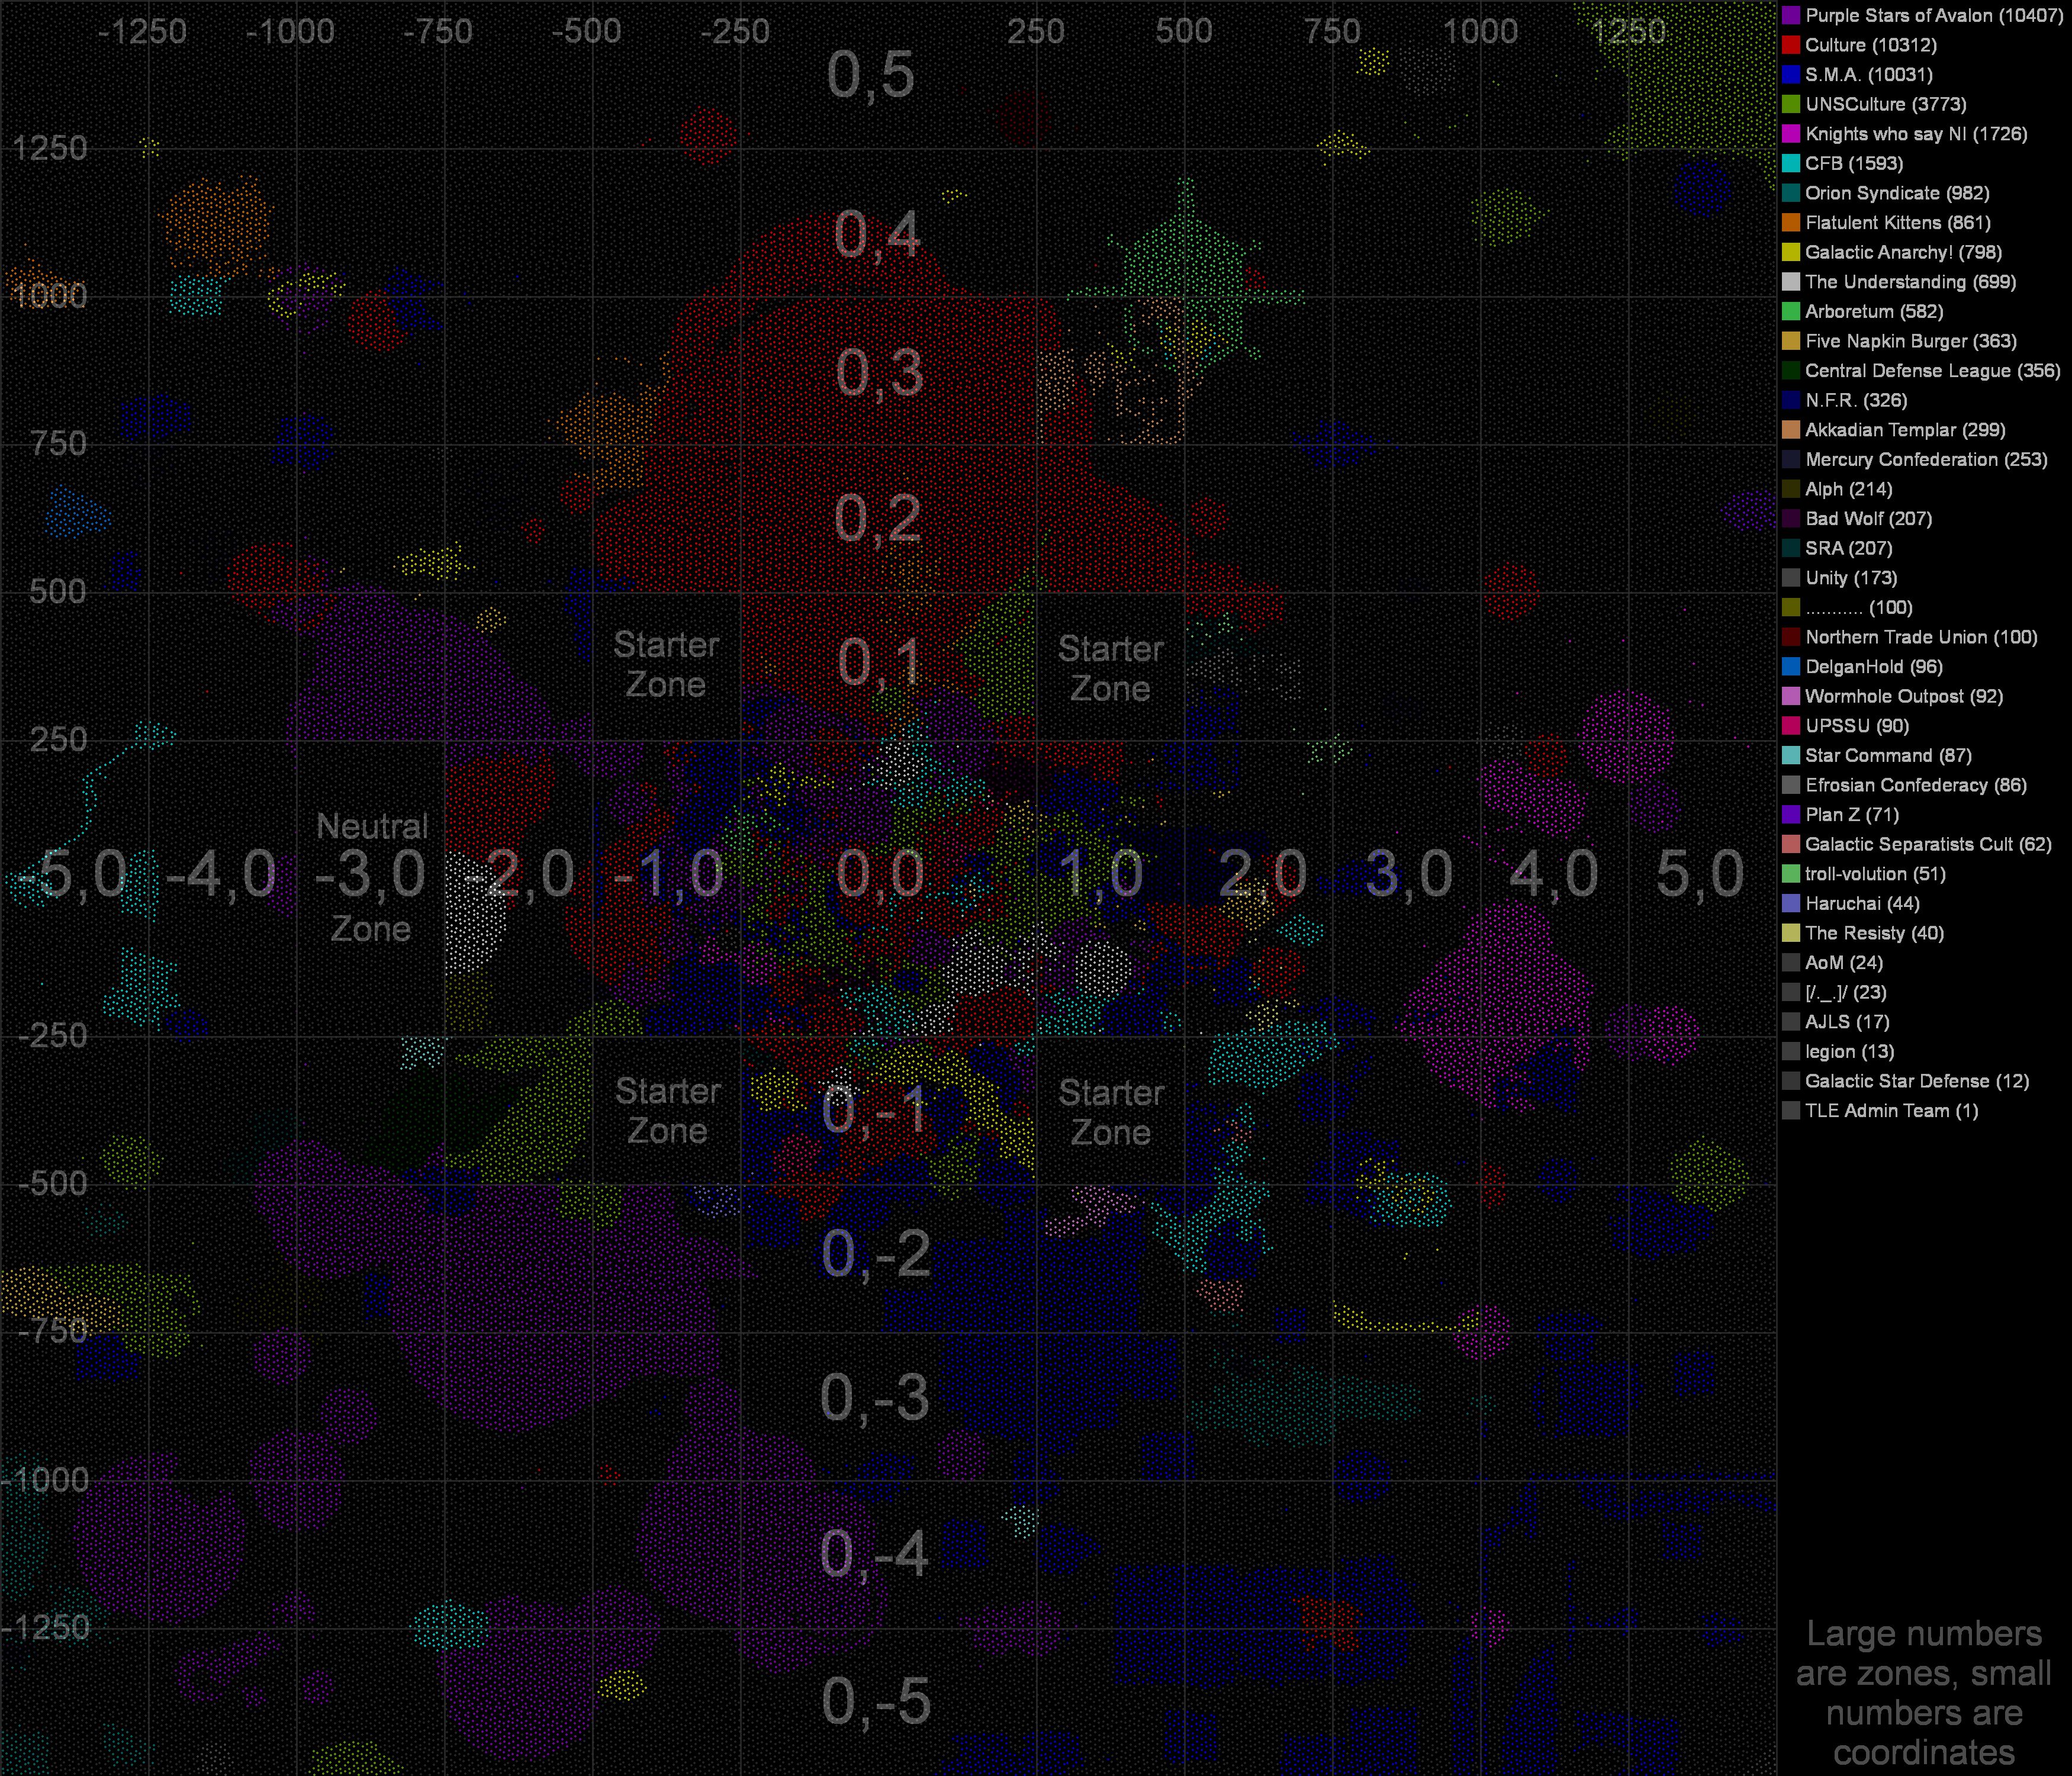 -1250 -1000 -750 -500 -250 250 500 750 1000 1250
0,5
1250
0,4
1000
0,3
750
0,2
500
Starter
Zone
0,1
Starter
Zone
250
Neutral
Zone
-5,0 -4,0 -3,0 -2,0 -1,0 0,0 1,0 2,0 3,0 4,0 5,0
-250
Starter
Zone
0,-1
Starter
Zone
-500
0,-2
-750
0,-3
-1000
0,-4
-1250
0,-5
Purple Stars of Avalon (10407)
Culture (10312)
S.M.A. (10031)
UNSCulture (3773)
Knights who say NI (1726)
CFB (1593)
Orion Syndicate (982)
Flatulent Kittens (861)
Galactic Anarchy! (798)
The Understanding (699)
Arboretum (582)
Five Napkin Burger (363)
Central Defense League (356)
N.F.R. (326)
Akkadian Templar (299)
Mercury Confederation (253)
Alph (214)
Bad Wolf (207)
SRA (207)
Unity (173)
........... (100)
Northern Trade Union (100)
DelganHold (96)
Wormhole Outpost (92)
UPSSU (90)
Star Command (87)
Efrosian Confederacy (86)
Plan Z (71)
Galactic Separatists Cult (62)
troll-volution (51)
Haruchai (44)
The Resisty (40)
AoM (24)
[/._.]/ (23)
AJLS (17)
legion (13)
Galactic Star Defense (12)
TLE Admin Team (1)
Large numbers
are zones, small
numbers are
coordinates